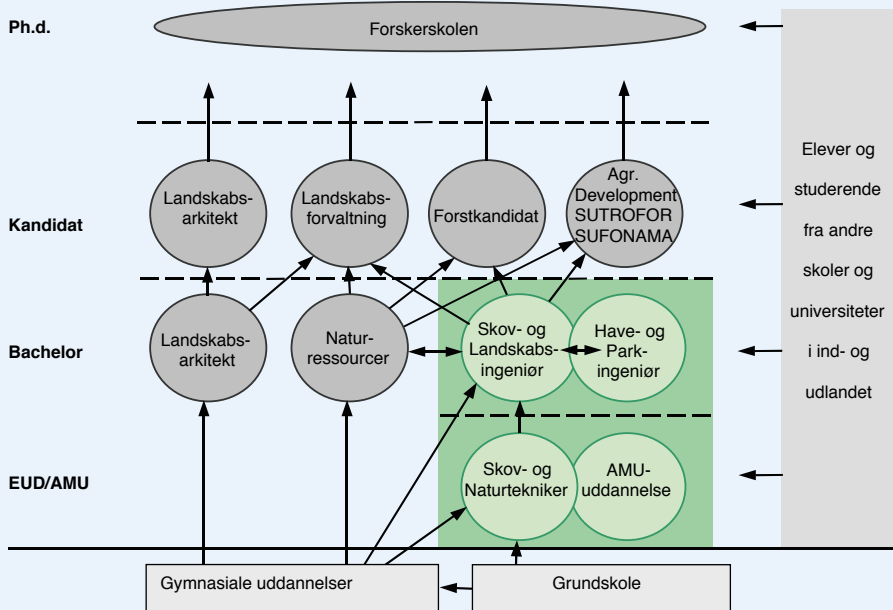 Ph.d.
Forskerskolen
Kandidat
Landskabs-
arkitekt
Landskabs-
forvaltning
Forstkandidat
Agr.
Development
SUTROFOR
SUFONAMA
Bachelor
Landskabs-
arkitekt
Natur-
ressourcer
Skov- og
Landskabs-
ingeniør
Have- og
Park-
ingeniør
EUD/AMU
Skov- og
Naturtekniker
AMU-
uddannelse
Gymnasiale uddannelser
Grundskole
Elever og
studerende
fra andre
skoler og
universiteter
i ind- og
udlandet